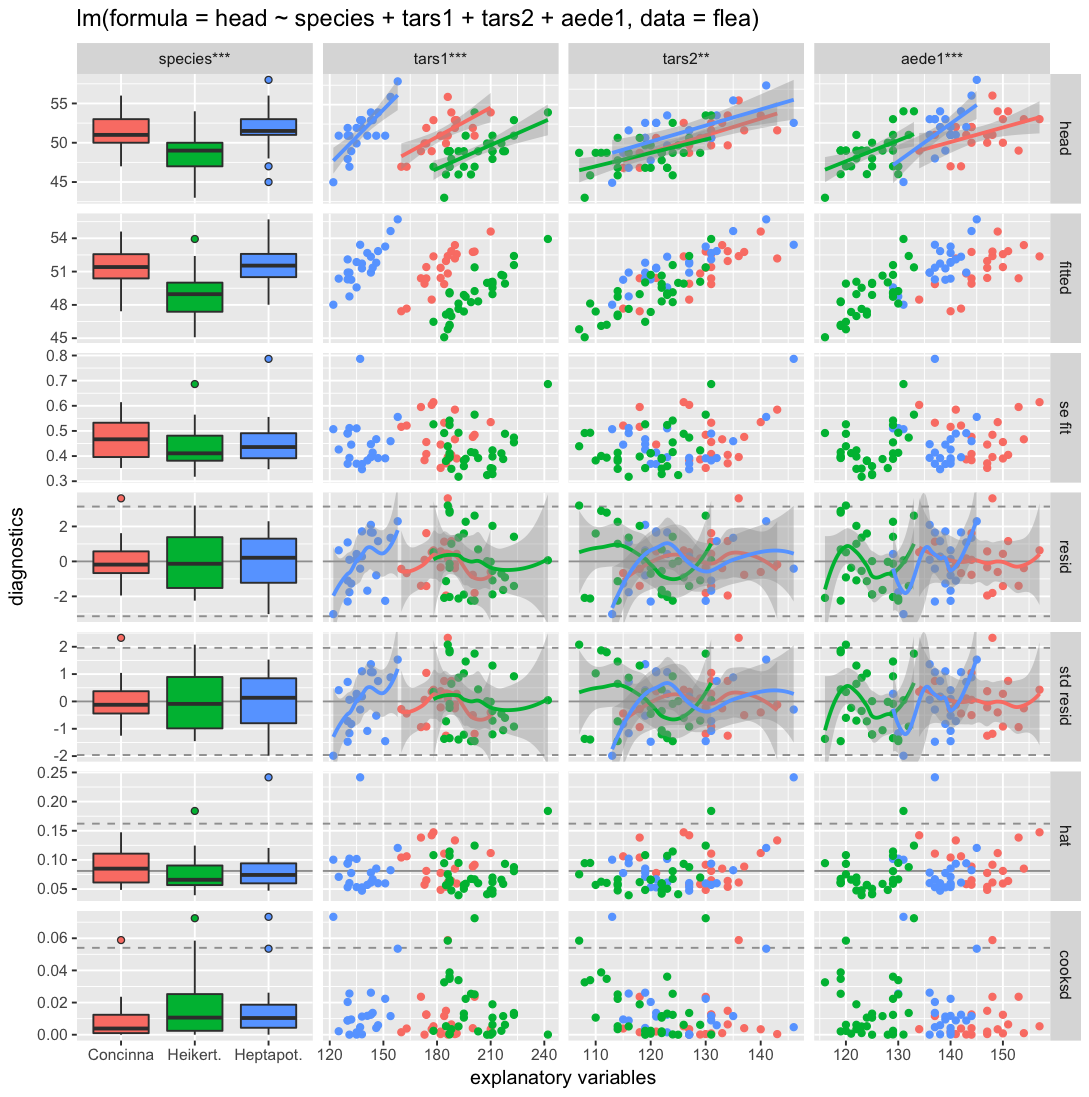 lm(formula = head ~ species + tars1 + tars2 + aede1, data = flea)
species*** tars1*** tars2** aede1***
55
50
45
head
54
51
48
45
fitted
0.8
0.7
0.6
0.5
0.4
0.3
se fit
2
0
-2
resid
2
1
0
-1
-2
std resid
0.25
0.20
0.15
0.10
0.05
hat
0.06
0.04
0.02
0.00
cooksd
diagnostics
Concinna Heikert. Heptapot. 120 150 180 210 240 110 120 130 140 120 130 140 150
explanatory variables